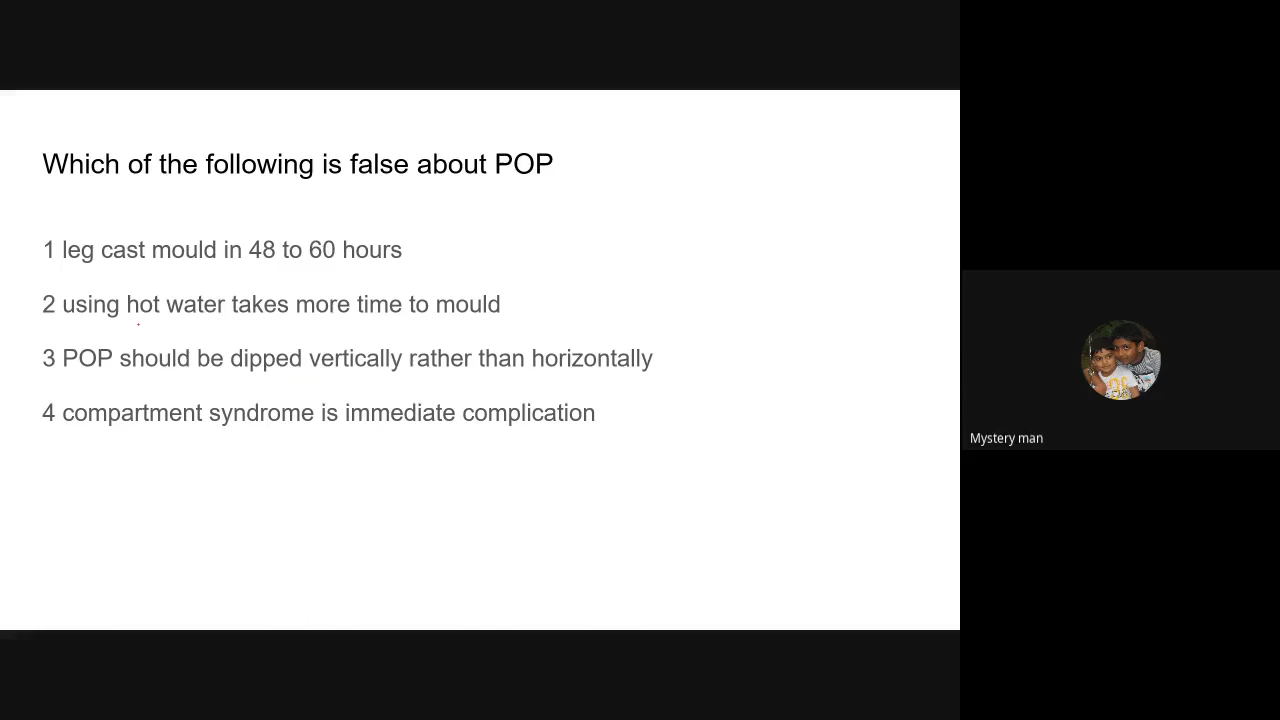 Which of the following is false about POP
1 leg cast mould in 48 to 60 hours
2 using hot water takes more time to mould
3 POP should be dipped vertically rather than horizontally
4 compartment syndrome is immediate complication
Mystery man